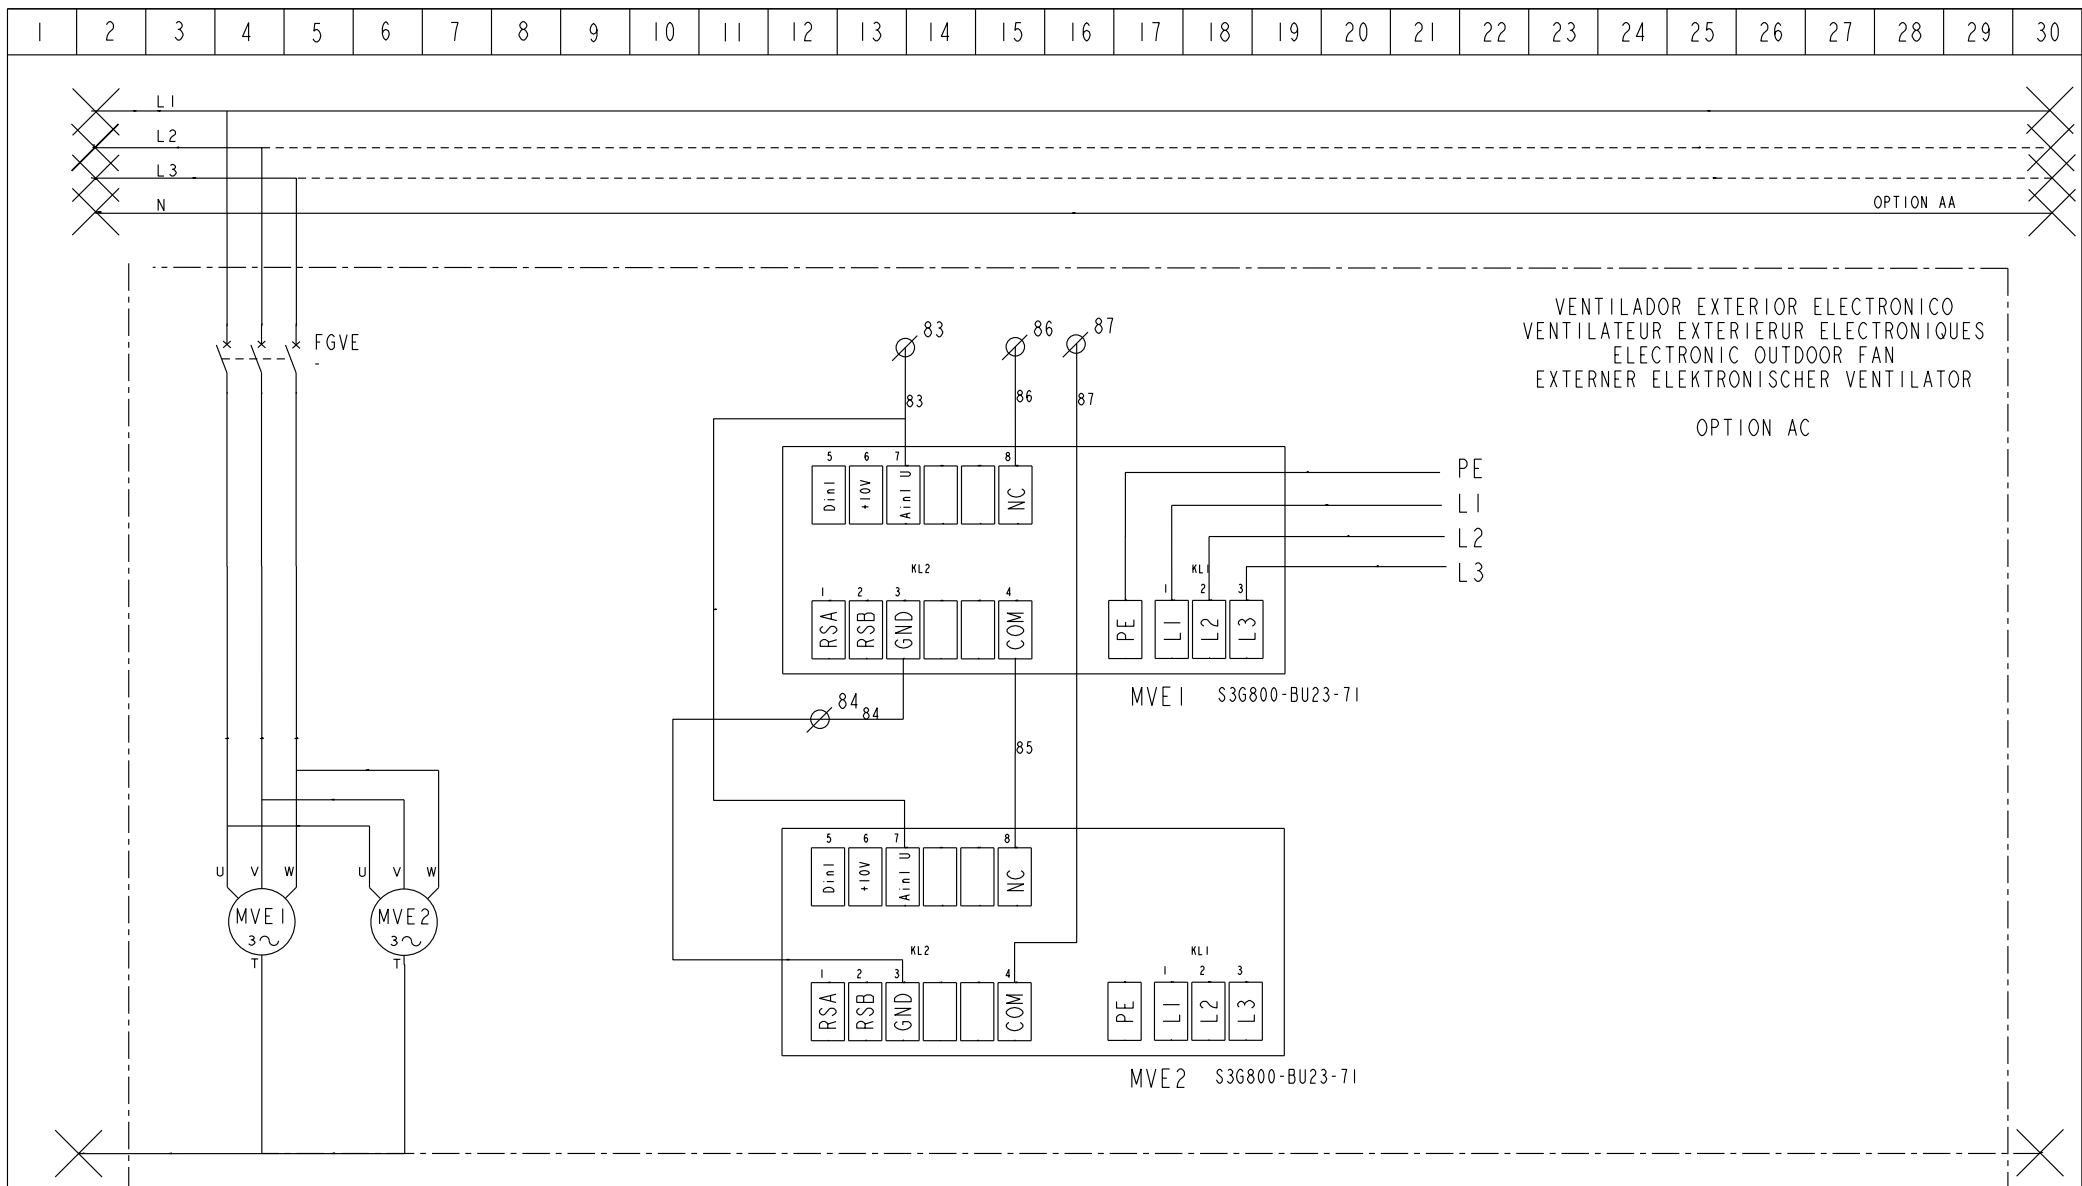 1 2 3 4 5 6 7 8 9 10 11 12 13 14 15 16 17 18 19 20 21 22 23 24 25 26 27 28 29 30
L1
L2
L3
N
OPTION AA
VENTILADOR EXTERIOR ELECTRONICO
VENTILATEUR EXTERIERUR ELECTRONIQUES
ELECTRONIC OUTDOOR FAN
EXTERNER ELEKTRONISCHER VENTILATOR
OPTION AC
FGVE
-
83 86 87
83 86 87
5 6 7 8
Din1 +10V Ain1 U NC
PE
L1
L2
L3
KL2 KL1
1 2 3 4 1 2 3
RSA RSB GND COM PE L1 L2 L3
MVE1 S3G800-BU23-71
84
84
85
5 6 7 8
Din1 +10V Ain1 U NC
U V W U V W
MVE1 MVE2
3~ 3~
T T
KL2 KL1
1 2 3 4 1 2 3
RSA RSB GND COM PE L1 L2 L3
MVE2 S3G800-BU23-71